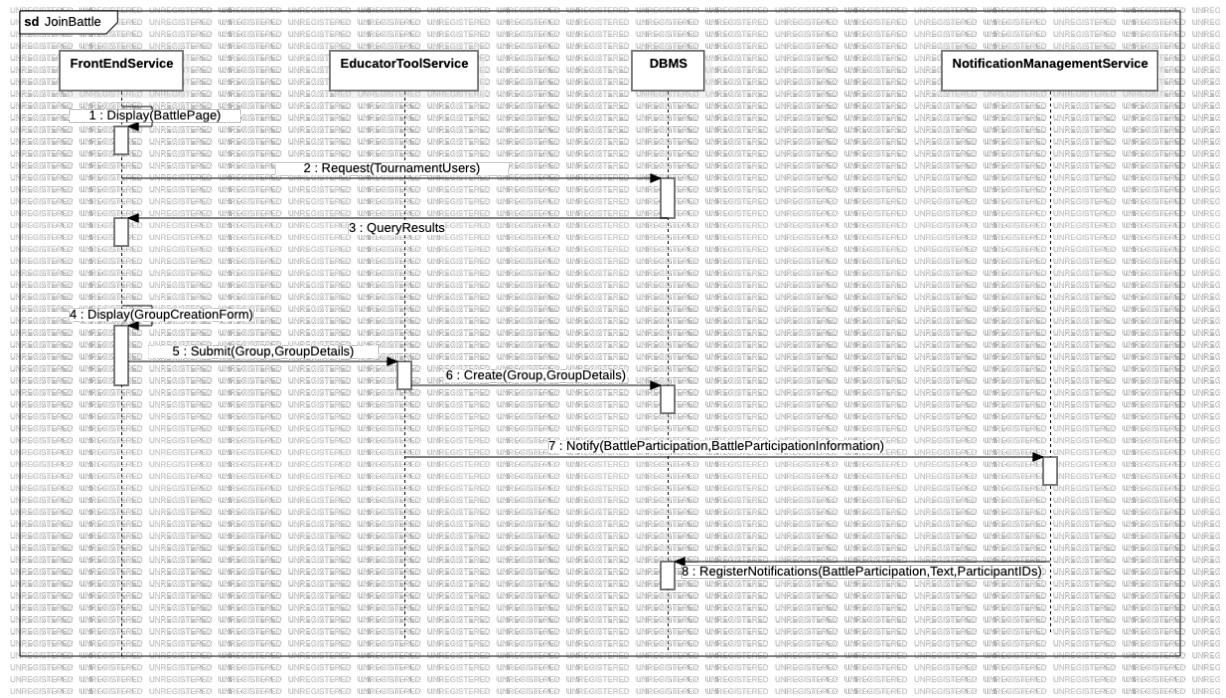 sd JoinBattle
FrontEndService
EducatorToolService
DBMS
NotificationManagementService
1 : Display(BattlePage)
2 : Request(TournamentUsers)
3 : QueryResults
4 : Display(GroupCreationForm)
5 : Submit(Group,GroupDetails)
6 : Create(Group,GroupDetails)
7 : Notify(BattleParticipation,BattleParticipationInformation)
8 : RegisterNotifications(BattleParticipation,Text,ParticipantIDs)
UNREGISTERED